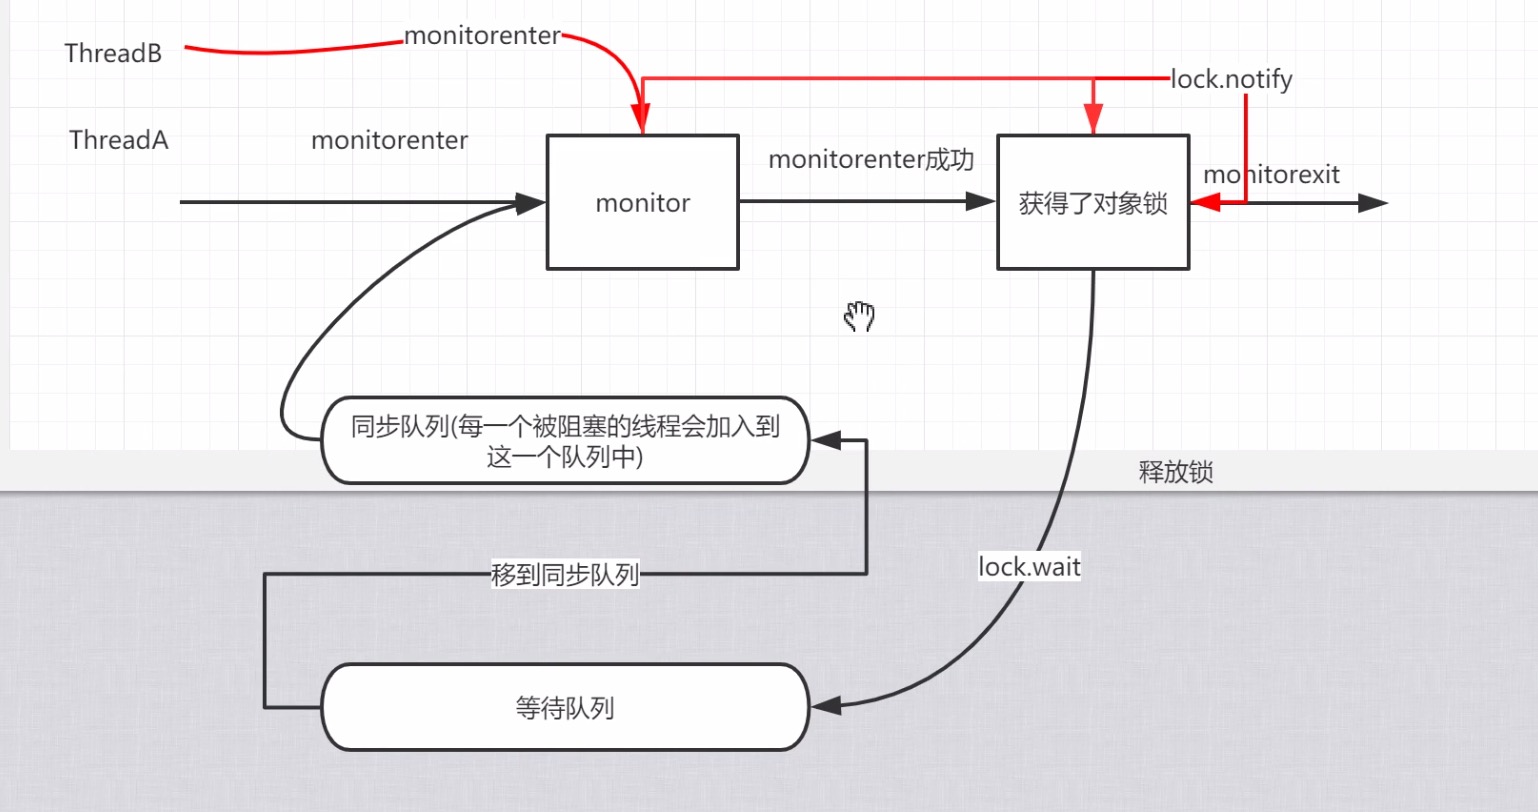 ThreadB
monitorenter
lock.notify
ThreadA
monitorenter
monitorenter成功
monitorexit
monitor
获得了对象锁
同步队列(每一个被阻塞的线程会加入到
这一个队列中)
释放锁
lock.wait
移到同步队列
等待队列